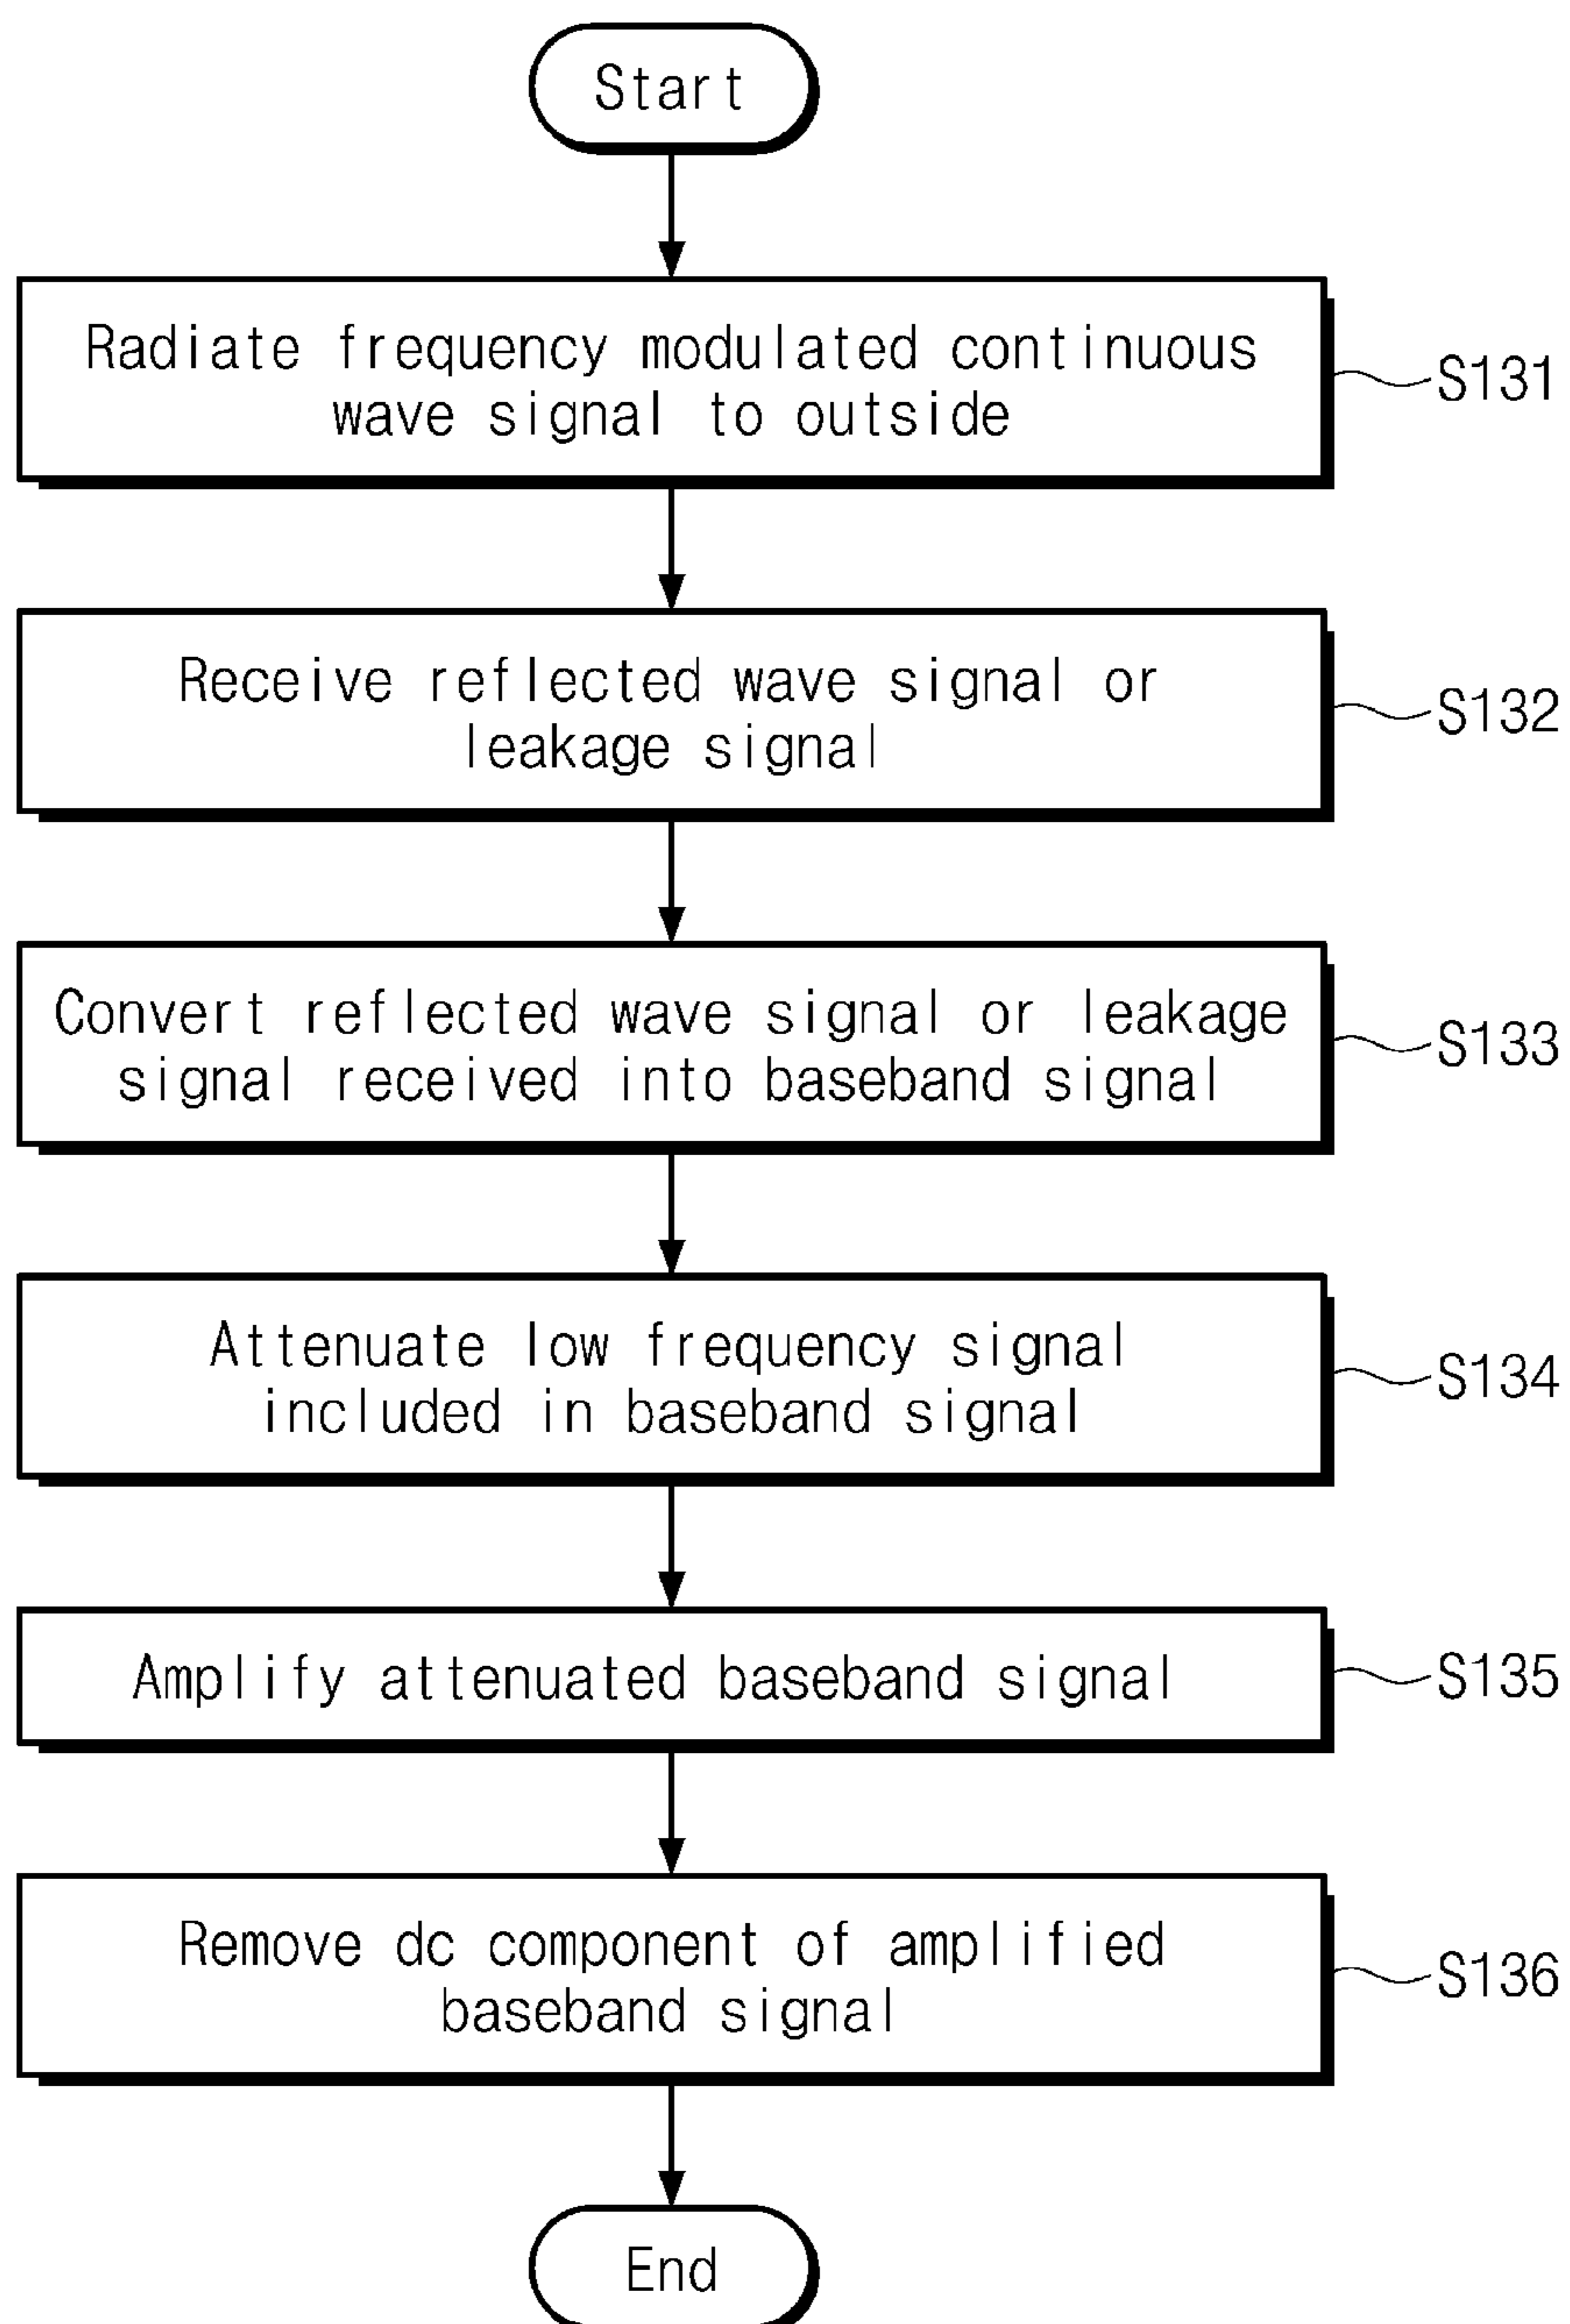 Start
Radiate frequency modulated continuous
wave signal to outside
S131
Receive reflected wave signal or
leakage signal
S132
Convert reflected wave signal or leakage
signal received into baseband signal
S133
Attenuate low frequency signal
included in baseband signal
S134
Amplify attenuated baseband signal
S135
Remove dc component of amplified
baseband signal
S136
End